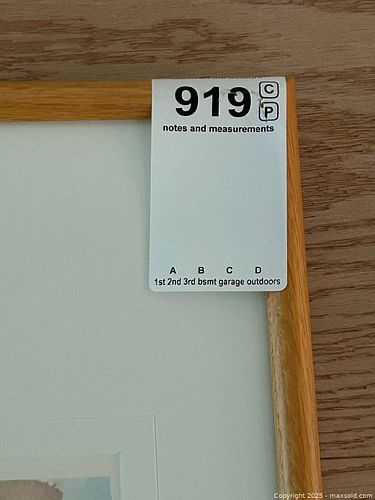 919 C
P
notes and measurements
A B C D
1st 2nd 3rd bsmt garage outdoors
Copyright 2025 - maxsold.com